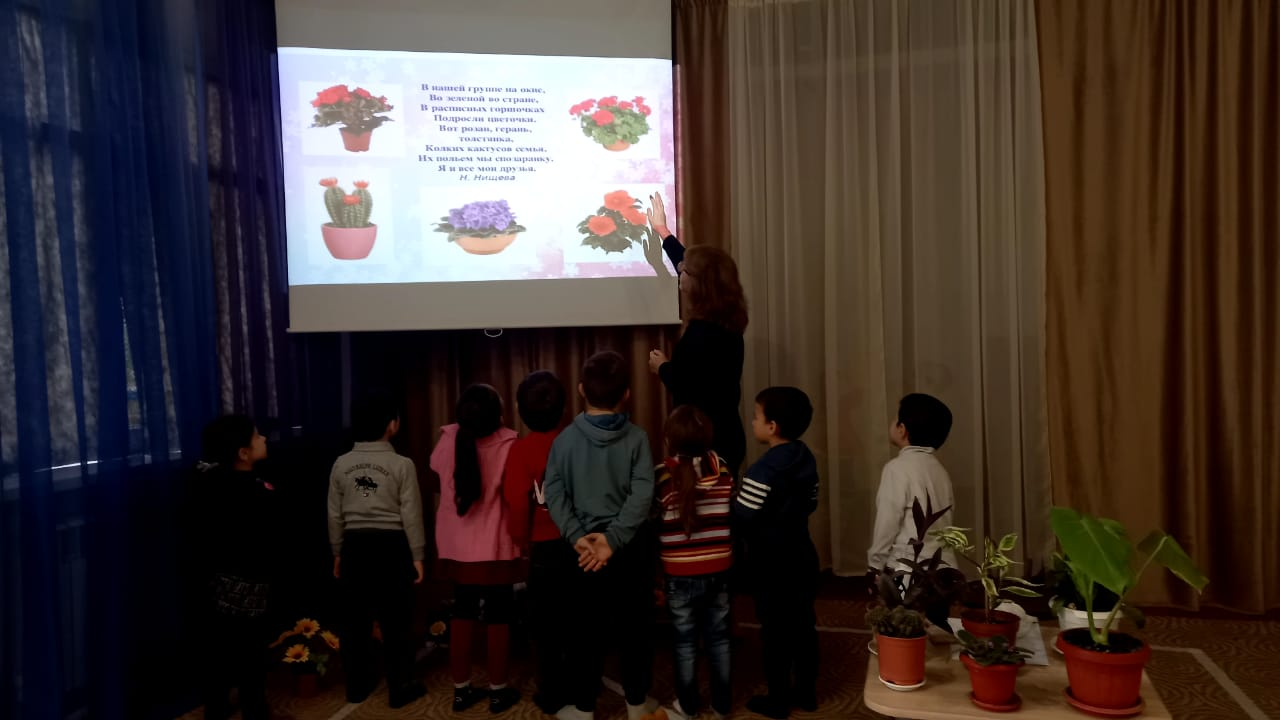 В нашей группе на окне,
Во зеленой во стране,
В расписных горшочках
Подросли цветочки.
Вот розан, герань,
толстянка,
Колких кактусов семья.
Их польем мы спозаранку.
Я и все мои друзья.
Н. Нищева